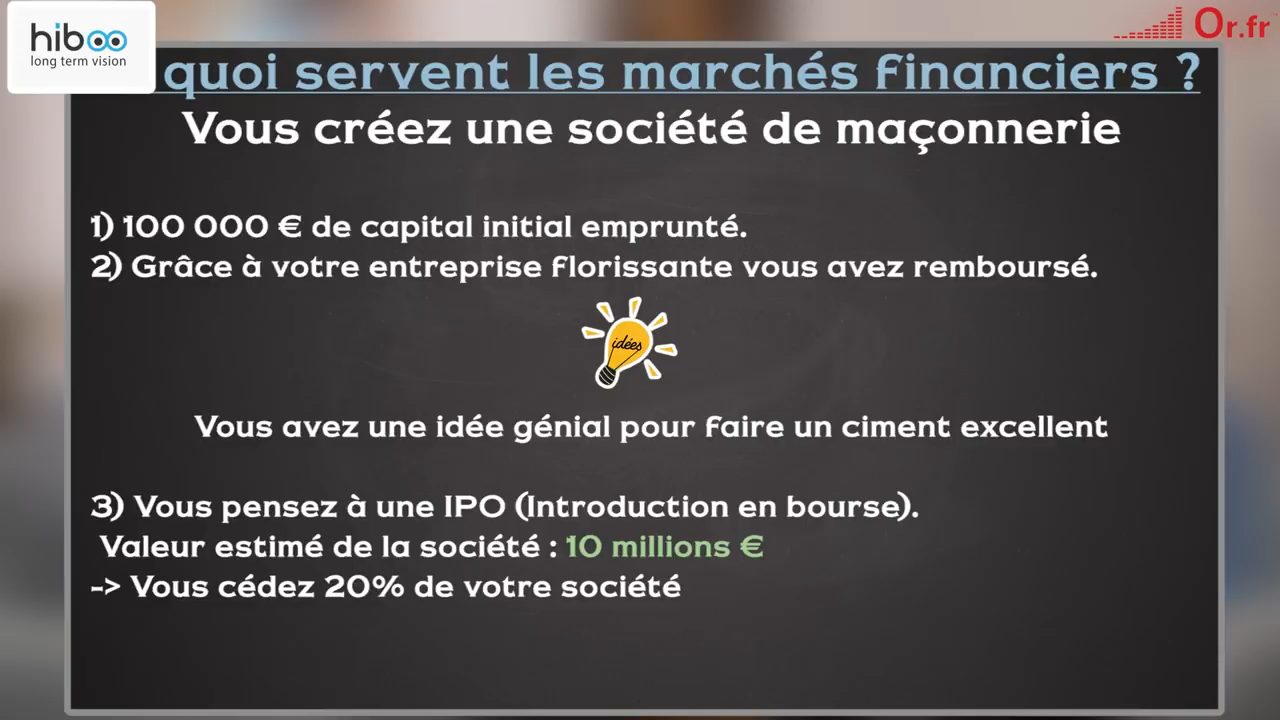 hiboo
long term vision
Or.fr
quoi servent les marchés financiers ?
Vous créez une société de maçonnerie
1) 100 000 € de capital initial emprunté.
2) Grâce à votre entreprise florissante vous avez remboursé.
idées
Vous avez une idée génial pour faire un ciment excellent
3) Vous pensez à une IPO (Introduction en bourse).
Valeur estimé de la société : 10 millions €
-> Vous cédez 20% de votre société